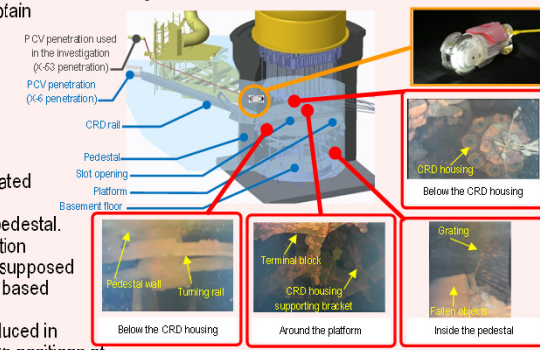 otain
PCV penetration used
in the investigation
(X-53 penetration)
PCV penetration
(X-6 penetration)
CRD rail
Pedestal
Slot opening
Platform
Basement floor
ated
pedestal.
tion
supposed
based
duced in
CRD housing
Below the CRD housing
Pedestal wall
Turning rail
Below the CRD housing
Terminal block
CRD housing
supporting bracket
Around the platform
Grating
Fallen objects
Inside the pedestal